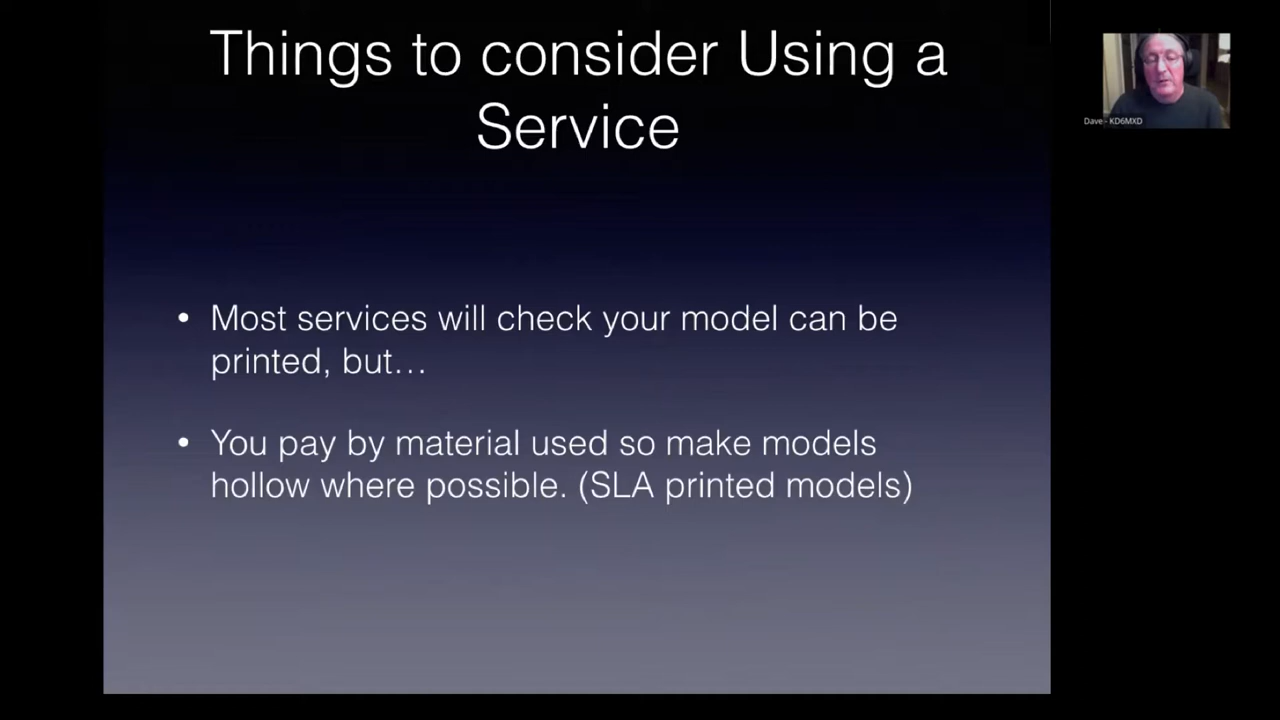 Things to consider Using a
Service
Dave - KD6MXD
• Most services will check your model can be
printed, but…
• You pay by material used so make models
hollow where possible. (SLA printed models)